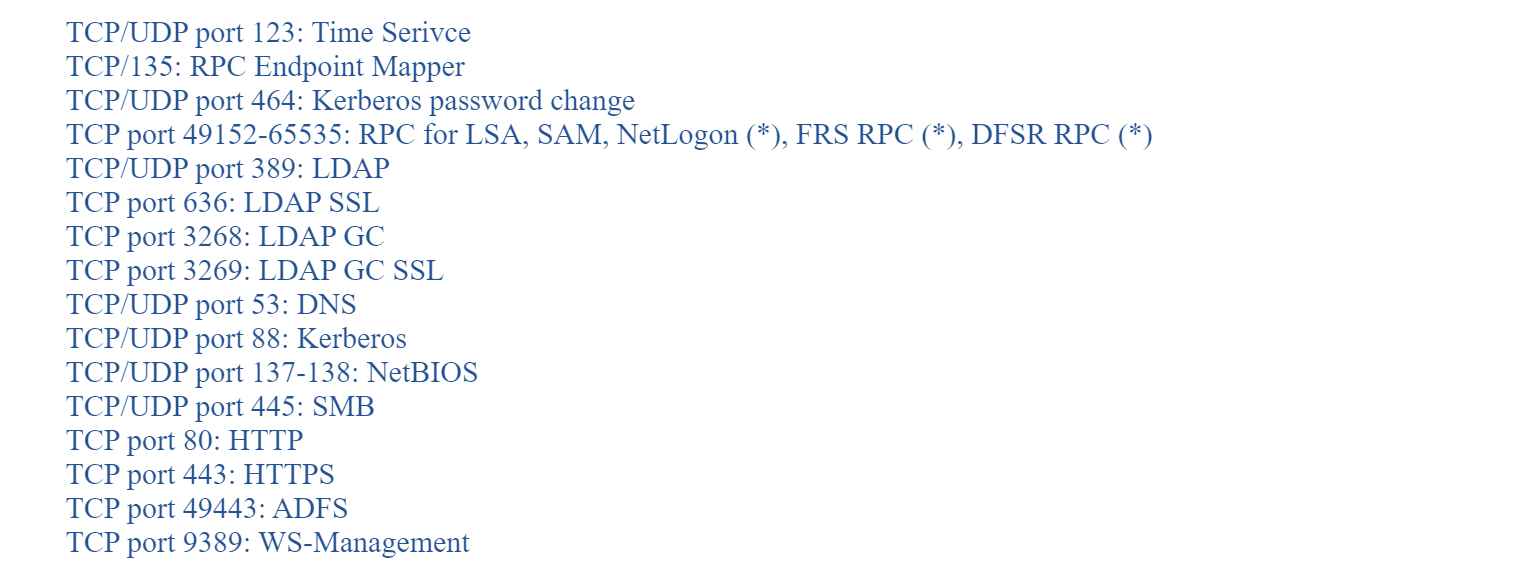 TCP/UDP port 123: Time Serivce
TCP/135: RPC Endpoint Mapper
TCP/UDP port 464: Kerberos password change
TCP port 49152-65535: RPC for LSA, SAM, NetLogon (*), FRS RPC (*), DFSR RPC (*)
TCP/UDP port 389: LDAP
TCP port 636: LDAP SSL
TCP port 3268: LDAP GC
TCP port 3269: LDAP GC SSL
TCP/UDP port 53: DNS
TCP/UDP port 88: Kerberos
TCP/UDP port 137-138: NetBIOS
TCP/UDP port 445: SMB
TCP port 80: HTTP
TCP port 443: HTTPS
TCP port 49443: ADFS
TCP port 9389: WS-Management